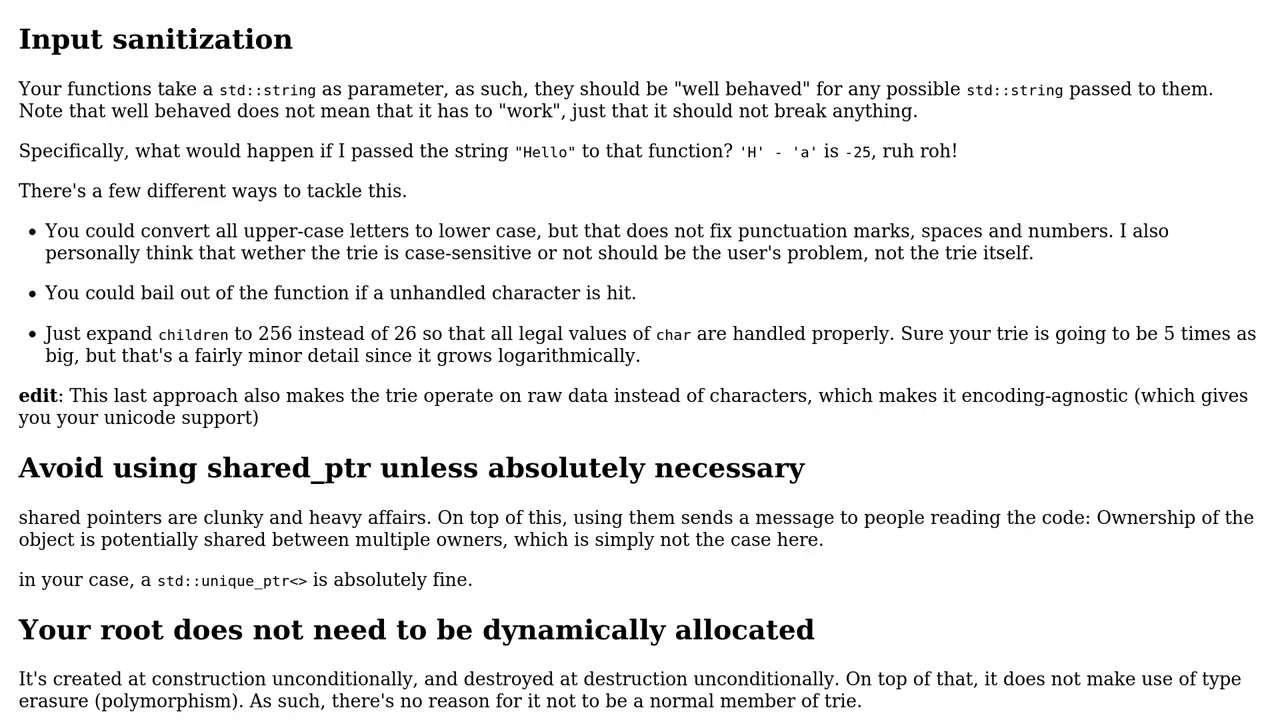 Input sanitization
Your functions take a std::string as parameter, as such, they should be "well behaved" for any possible std::string passed to them.
Note that well behaved does not mean that it has to "work", just that it should not break anything.
Specifically, what would happen if I passed the string "Hello" to that function? 'H' - 'a' is -25, ruh roh!
There's a few different ways to tackle this.
• You could convert all upper-case letters to lower case, but that does not fix punctuation marks, spaces and numbers. I also
personally think that wether the trie is case-sensitive or not should be the user's problem, not the trie itself.
• You could bail out of the function if a unhandled character is hit.
• Just expand children to 256 instead of 26 so that all legal values of char are handled properly. Sure your trie is going to be 5 times as
big, but that's a fairly minor detail since it grows logarithmically.
edit: This last approach also makes the trie operate on raw data instead of characters, which makes it encoding-agnostic (which gives
you your unicode support)
Avoid using shared_ptr unless absolutely necessary
shared pointers are clunky and heavy affairs. On top of this, using them sends a message to people reading the code: Ownership of the
object is potentially shared between multiple owners, which is simply not the case here.
in your case, a std::unique_ptr<> is absolutely fine.
Your root does not need to be dynamically allocated
It's created at construction unconditionally, and destroyed at destruction unconditionally. On top of that, it does not make use of type
erasure (polymorphism). As such, there's no reason for it not to be a normal member of trie.